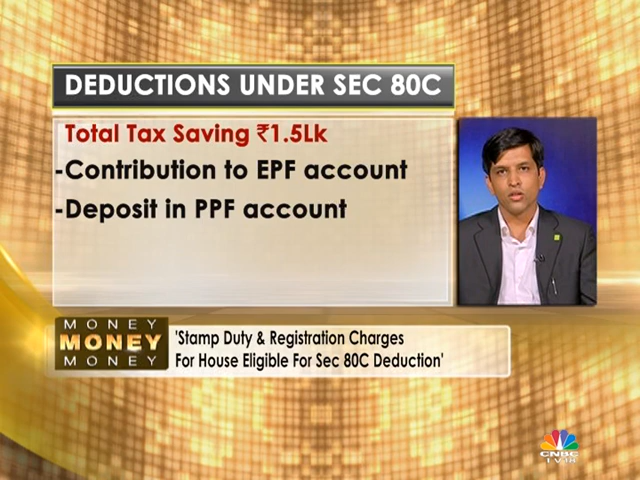 DEDUCTIONS UNDER SEC 80C
Total Tax Saving ₹1.5Lk
-Contribution to EPF account
-Deposit in PPF account
MONEY
MONEY
MONEY
'Stamp Duty & Registration Charges
For House Eligible For Sec 80C Deduction'
CNBC
TV18